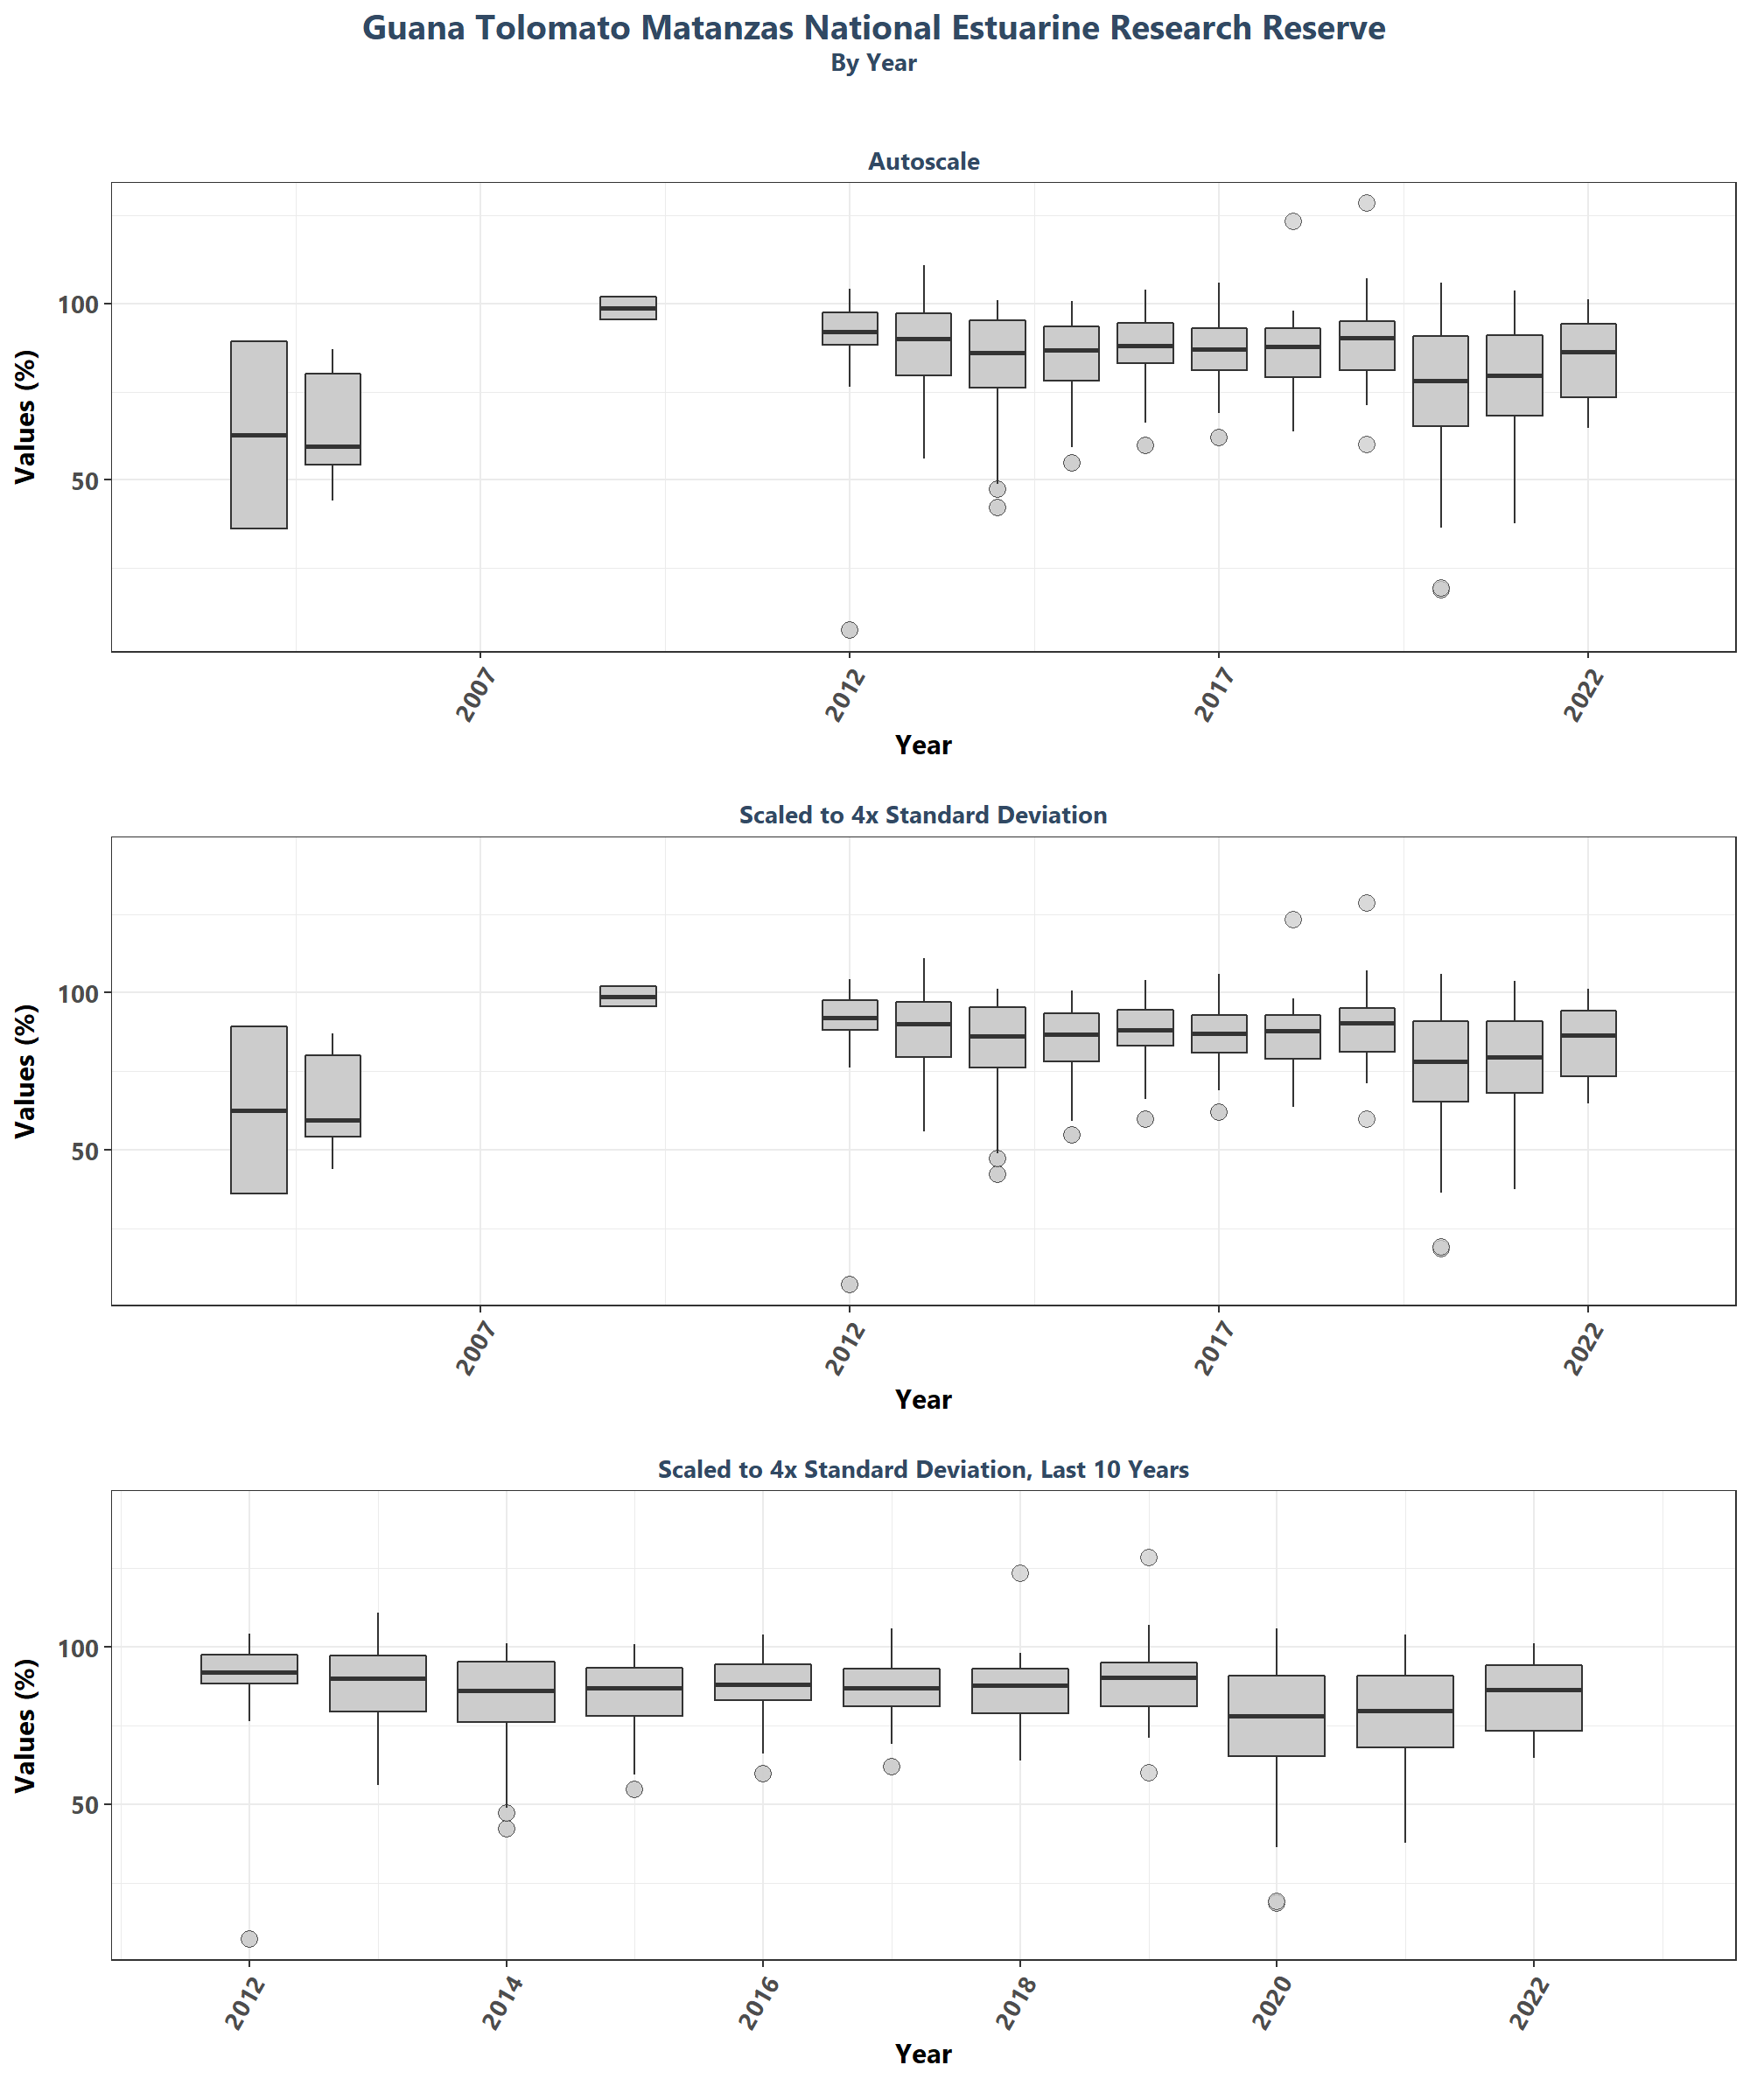 Guana Tolomato Matanzas National Estuarine Research Reserve
By Year
Autoscale
Values (%)
100
50
2007
2012
2017
2022
Year
Scaled to 4x Standard Deviation
Values (%)
100
50
2007
2012
2017
2022
Year
Scaled to 4x Standard Deviation, Last 10 Years
Values (%)
100
50
2012
2014
2016
2018
2020
2022
Year